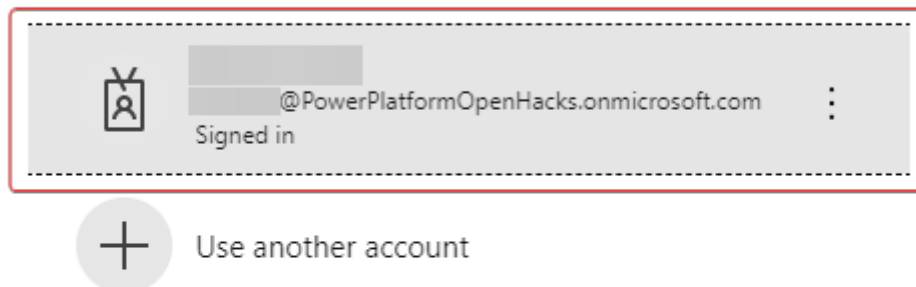 @PowerPlatformOpenHacks.onmicrosoft.com
Signed in
Use another account